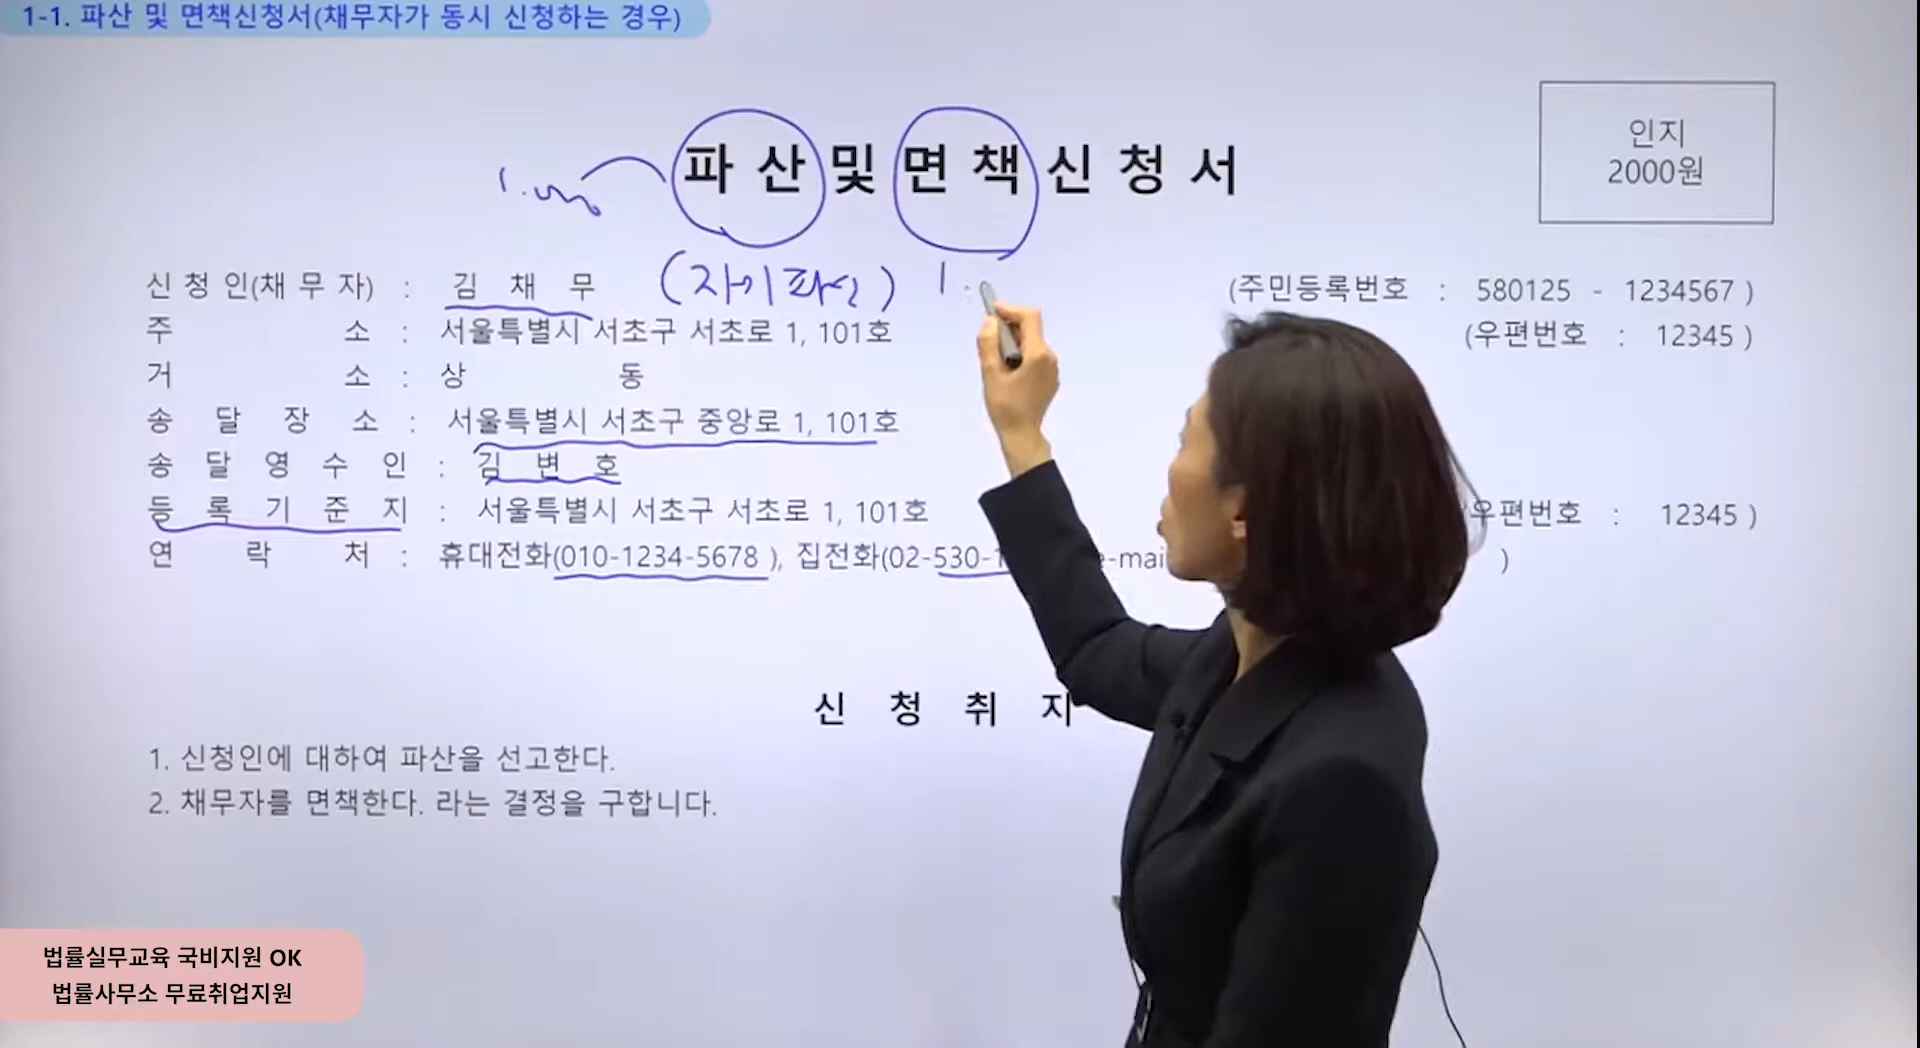 1-1. 파산 및 면책신청서(채무자가 동시 신청하는 경우)
인지
2000원
파 산 및 면 책 신 청 서
1.
(자이파산) 1.
신 청 인(채 무 자) : 김 채 무 (주민등록번호 : 580125 - 1234567 )
주 소 : 서울특별시 서초구 서초로 1, 101호 (우편번호 : 12345 )
거 소 : 상 동
송 달 장 소 : 서울특별시 서초구 중앙로 1, 101호
송 달 영 수 인 : 김 변 호
등 록 기 준 지 : 서울특별시 서초구 서초로 1, 101호 우편번호 : 12345 )
연 락 처 : 휴대전화(010-1234-5678 ), 집전화(02-530-1 e-mai )
신 청 취 지
1. 신청인에 대하여 파산을 선고한다.
2. 채무자를 면책한다. 라는 결정을 구합니다.
법률실무교육 국비지원 OK
법률사무소 무료취업지원